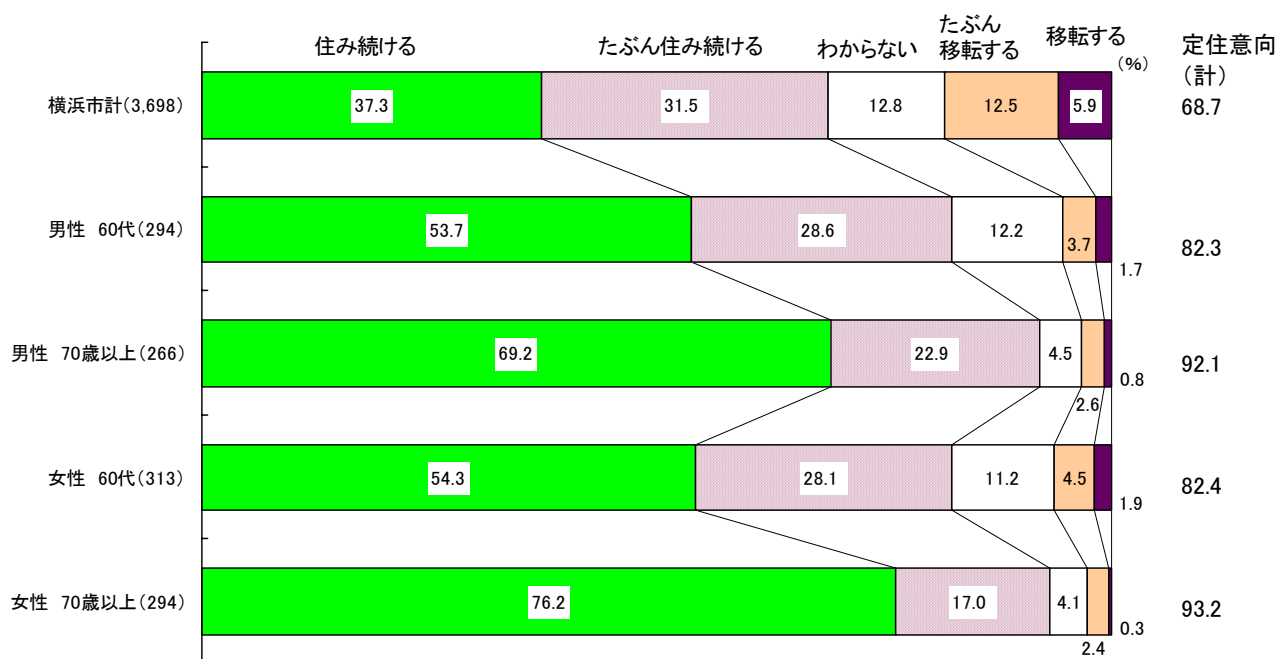 住み続ける たぶん住み続ける わからない たぶん移転する 移転する 定住意向(計)
(%)
横浜市計(3,698) 37.3 31.5 12.8 12.5 5.9 68.7
男性 60代(294) 53.7 28.6 12.2 3.7 1.7 82.3
男性 70歳以上(266) 69.2 22.9 4.5 2.6 0.8 92.1
女性 60代(313) 54.3 28.1 11.2 4.5 1.9 82.4
女性 70歳以上(294) 76.2 17.0 4.1 2.4 0.3 93.2